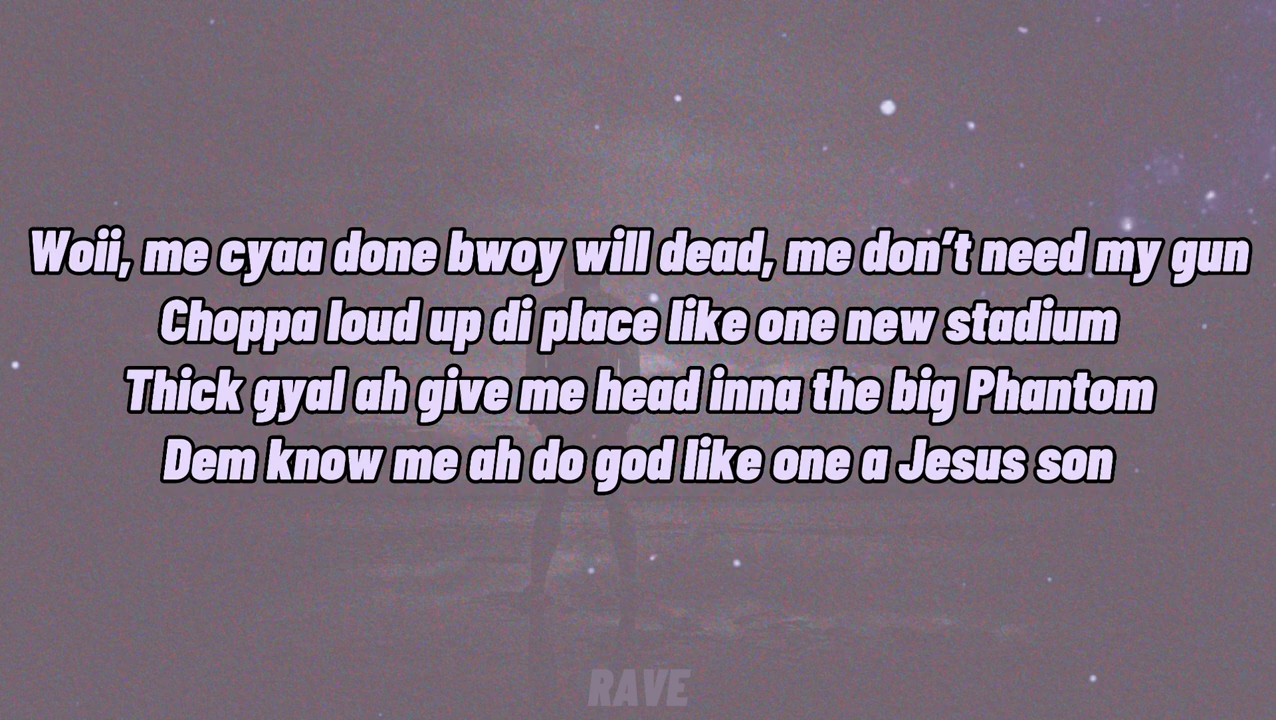 Woii, me cyaa done bwoy will dead, me don’t need my gun
Choppa loud up di place like one new stadium
Thick gyal ah give me head inna the big Phantom
Dem know me ah do god like one a Jesus son
RAVE